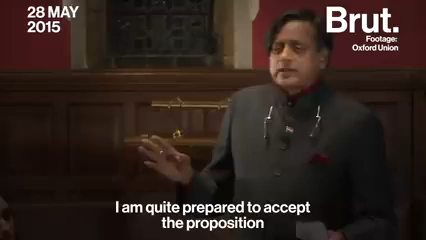 28 MAY
2015
Brut.
Footage:
Oxford Union
I am quite prepared to accept
the proposition